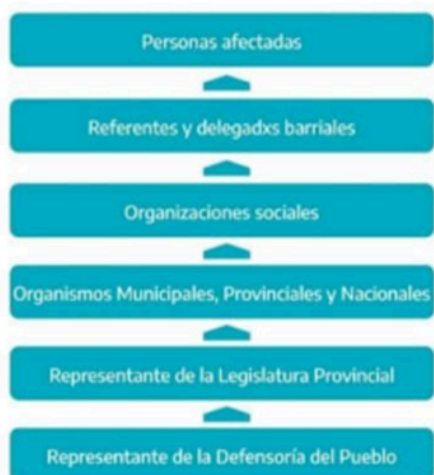 Personas afectadas
Referentes y delegadxs barriales
Organizaciones sociales
Organismos Municipales, Provinciales y Nacionales
Representante de la Legislatura Provincial
Representante de la Defensoría del Pueblo